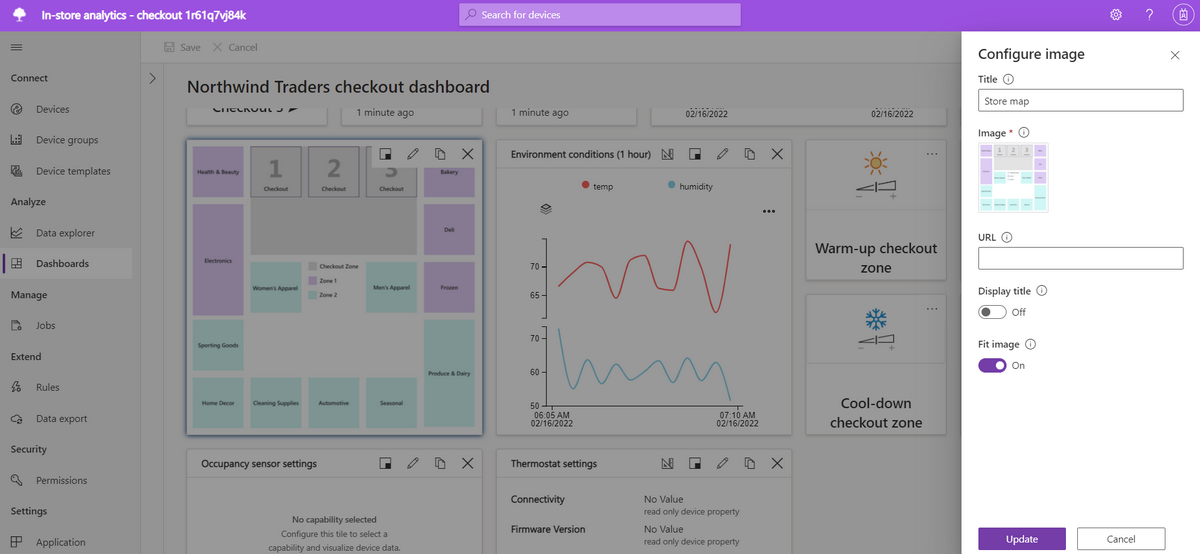 In-store analytics - checkout 1r61q7vj84k
Search for devices
?
Save
Cancel
Connect
Devices
Device groups
Device templates
Analyze
Data explorer
Dashboards
Manage
Jobs
Extend
Rules
Data export
Security
Permissions
Settings
Application
Northwind Traders checkout dashboard
1 minute ago
1 minute ago
02/16/2022
02/16/2022
Health & Beauty
1
Checkout
2
Checkout
3
Checkout
Bakery
Deli
Electronics
Women's Apparel
Checkout Zone
Zone 1
Zone 2
Men's Apparel
Frozen
Sporting Goods
Produce & Dairy
Home Decor
Cleaning Supplies
Automotive
Seasonal
Environment conditions (1 hour)
temp
humidity
70
65
70
60
50
06:05 AM
02/16/2022
07:10 AM
02/16/2022
Warm-up checkout
zone
Cool-down
checkout zone
Occupancy sensor settings
No capability selected
Configure this tile to select a
capability and visualize device data.
Thermostat settings
Connectivity
No Value
read only device property
Firmware Version
No Value
read only device property
Configure image
Title
Store map
Image *
URL
Display title
Off
Fit image
On
Update
Cancel